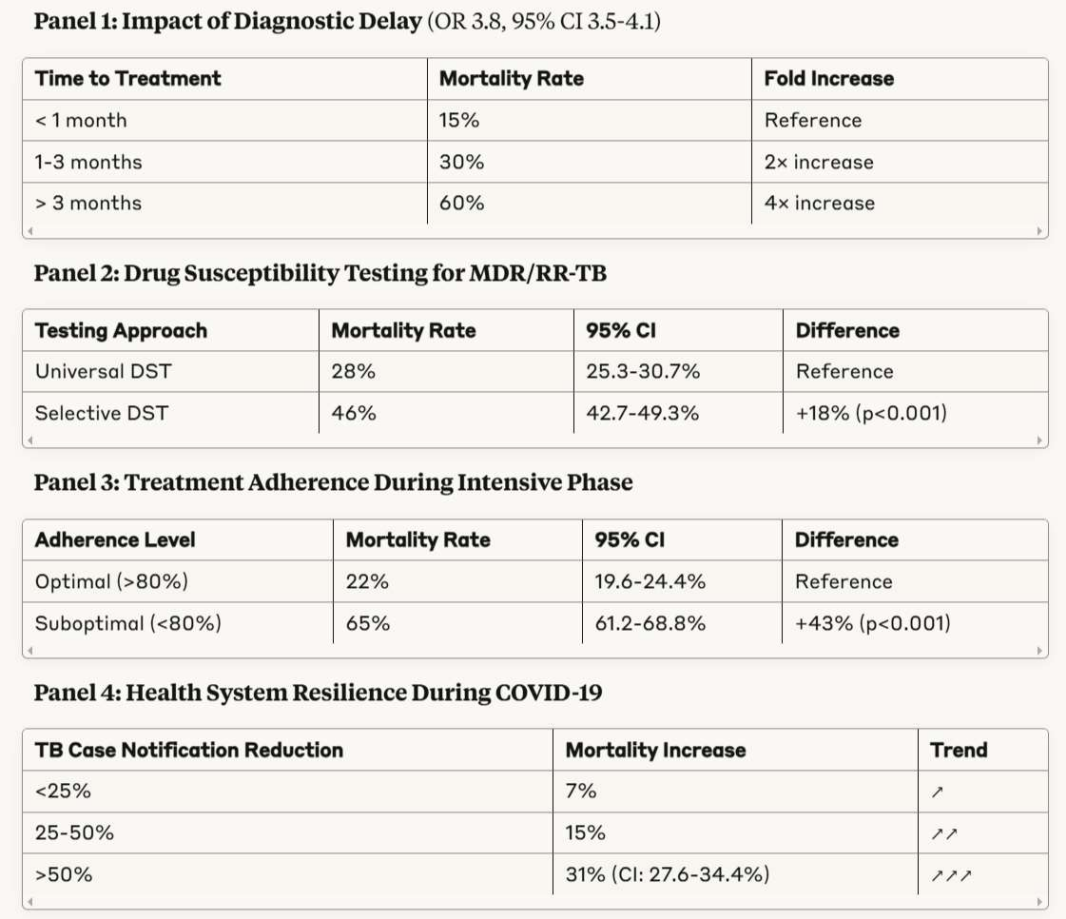 Panel 1: Impact of Diagnostic Delay (OR 3.8, 95% CI 3.5-4.1)
Time to Treatment Mortality Rate Fold Increase
< 1 month 15% Reference
1-3 months 30% 2× increase
> 3 months 60% 4× increase
Panel 2: Drug Susceptibility Testing for MDR/RR-TB
Testing Approach Mortality Rate 95% CI Difference
Universal DST 28% 25.3-30.7% Reference
Selective DST 46% 42.7-49.3% +18% (p<0.001)
Panel 3: Treatment Adherence During Intensive Phase
Adherence Level Mortality Rate 95% CI Difference
Optimal (>80%) 22% 19.6-24.4% Reference
Suboptimal (<80%) 65% 61.2-68.8% +43% (p<0.001)
Panel 4: Health System Resilience During COVID-19
TB Case Notification Reduction Mortality Increase Trend
<25% 7% ↗
25-50% 15% ↗↗
>50% 31% (CI: 27.6-34.4%) ↗↗↗